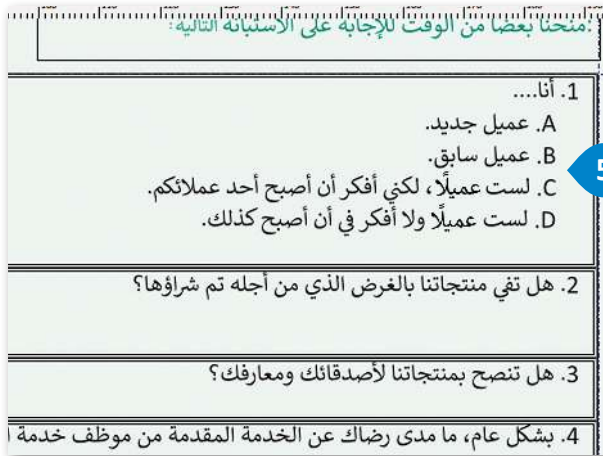 منحنا بعضًا من الوقت للإجابة على الاستبانة التالية:
1. أنا....
A. عميل جديد.
B. عميل سابق.
C. لست عميلًا، لكني أفكر أن أصبح أحد عملائكم.
D. لست عميلًا ولا أفكر في أن أصبح كذلك.
5
2. هل تفي منتجاتنا بالغرض الذي من أجله تم شراؤها؟
3. هل تنصح بمنتجاتنا لأصدقائك ومعارفك؟
4. بشكل عام، ما مدى رضاك عن الخدمة المقدمة من موظف خدمة